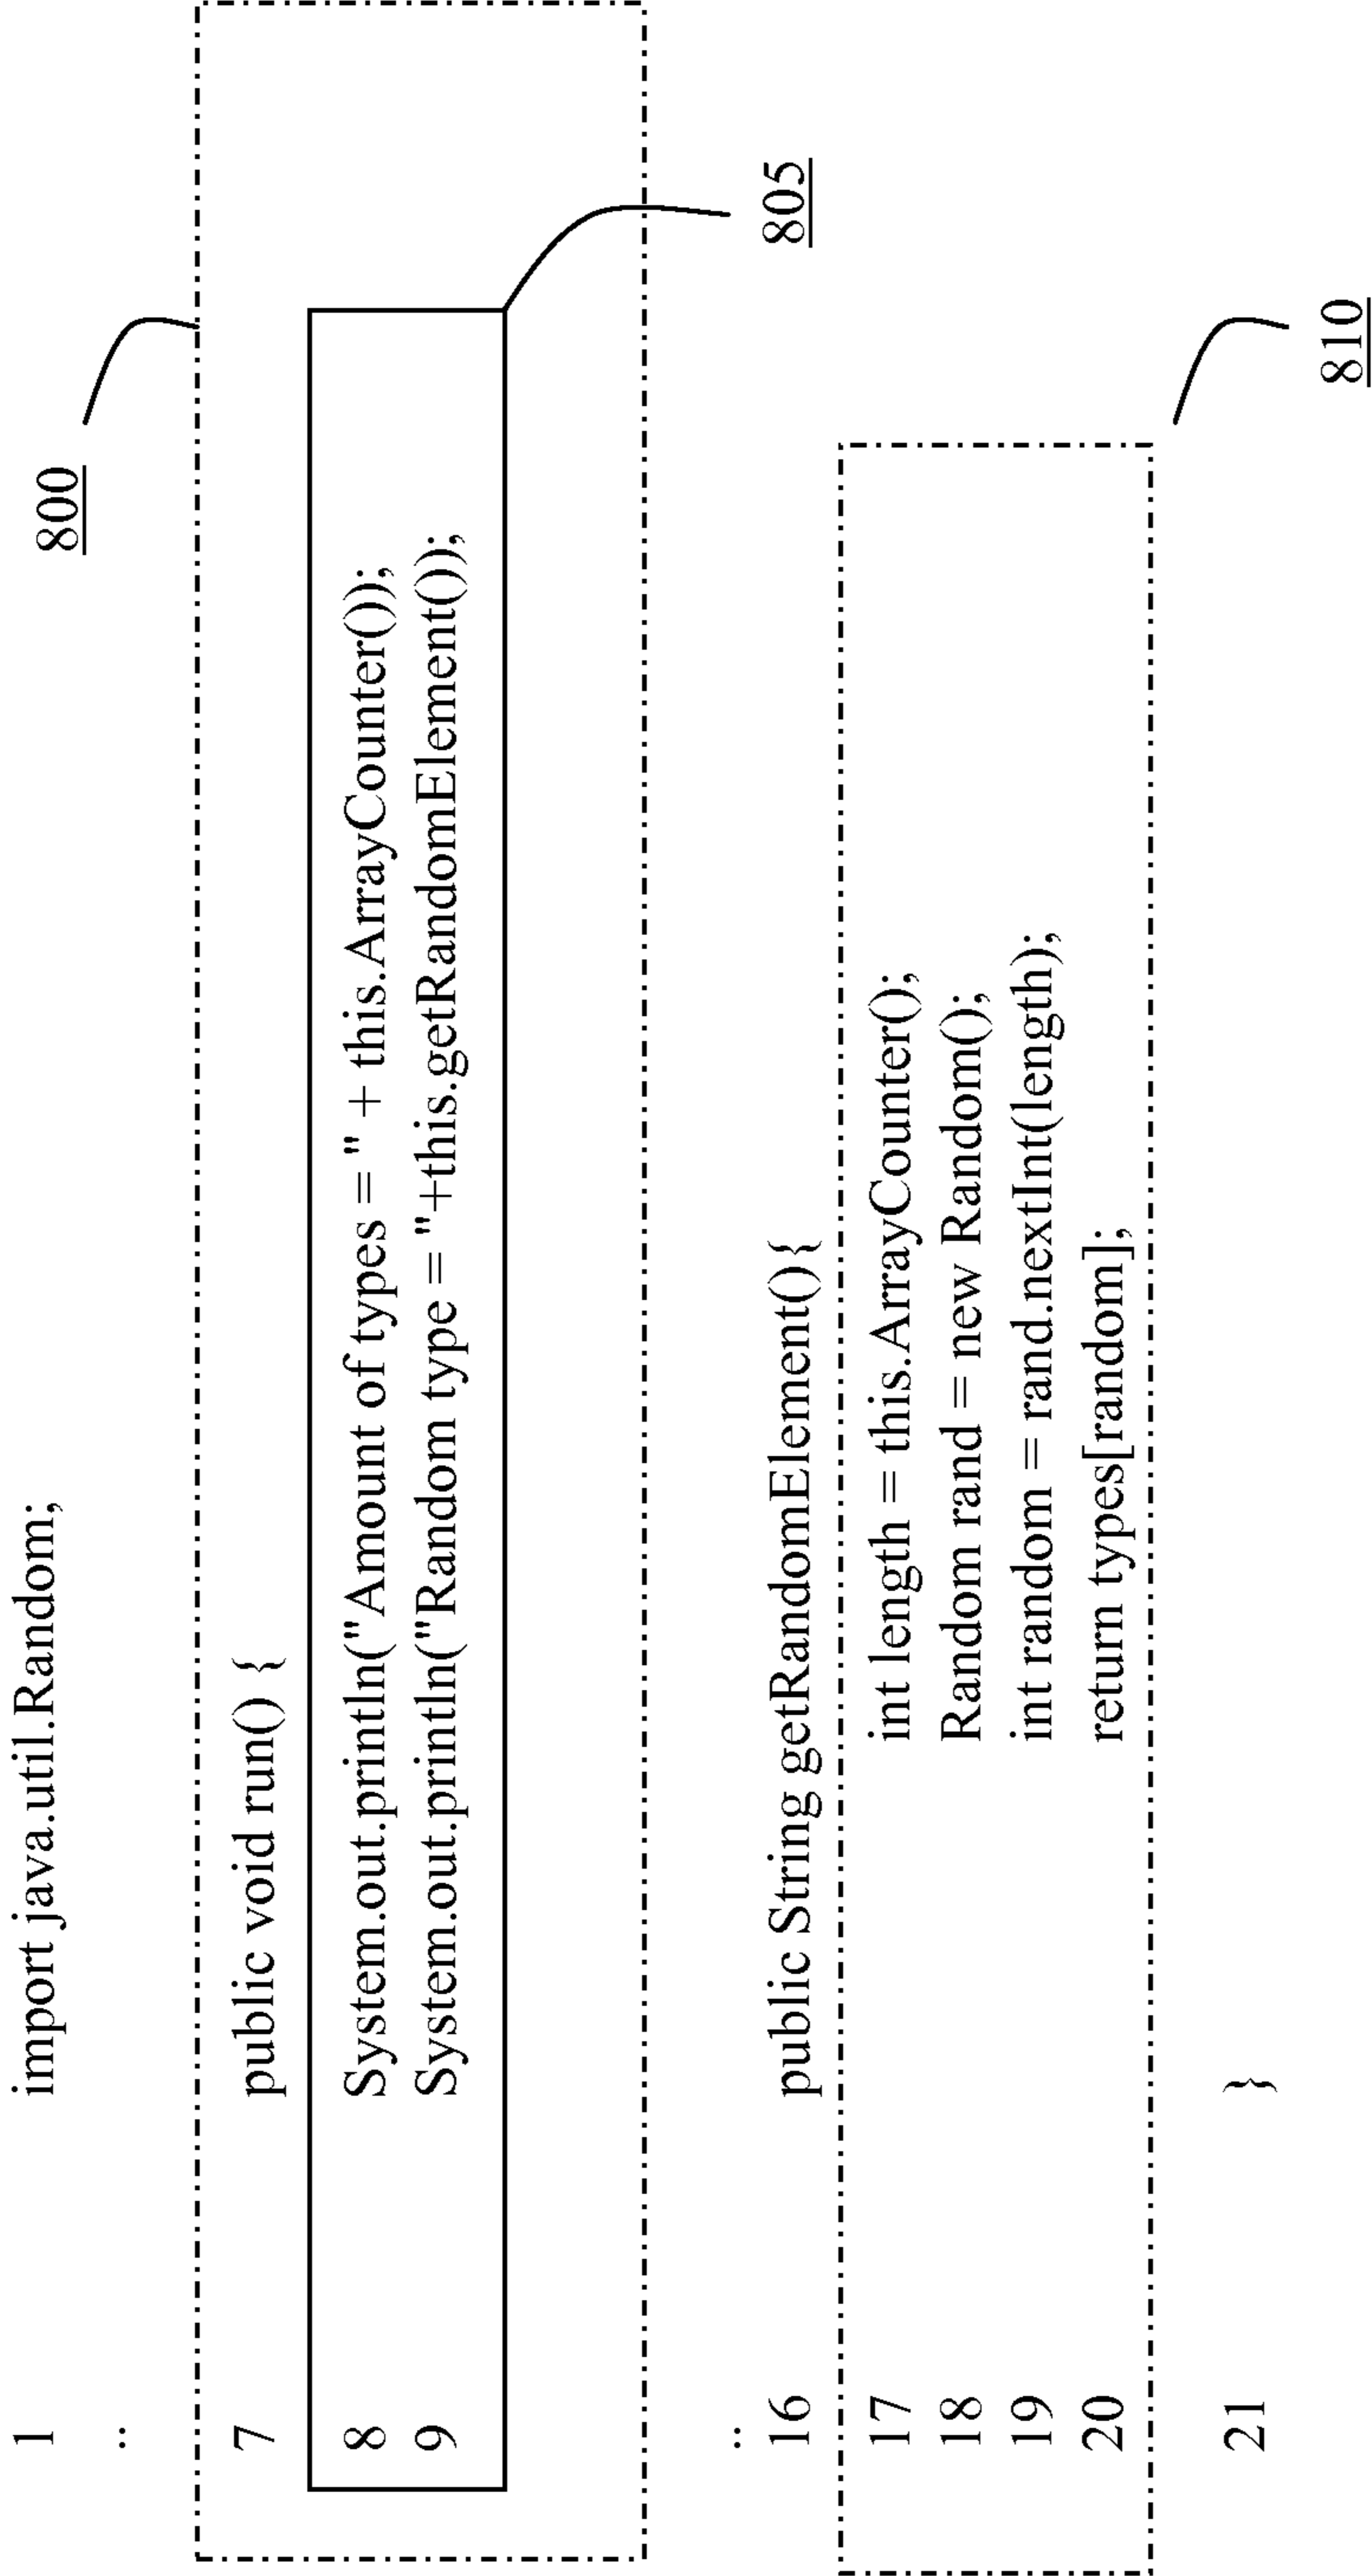 1 import java.util.Random;
..
800
7 public void run() {
8 System.out.println("Amount of types =" + this.ArrayCounter());
9 System.out.println("Random type ="+this.getRandomElement());
805
..
16 public String getRandomElement(){
17 int length = this.ArrayCounter();
18 Random rand = new Random();
19 int random = rand.nextInt(length);
20 return types[random];
21 }
810